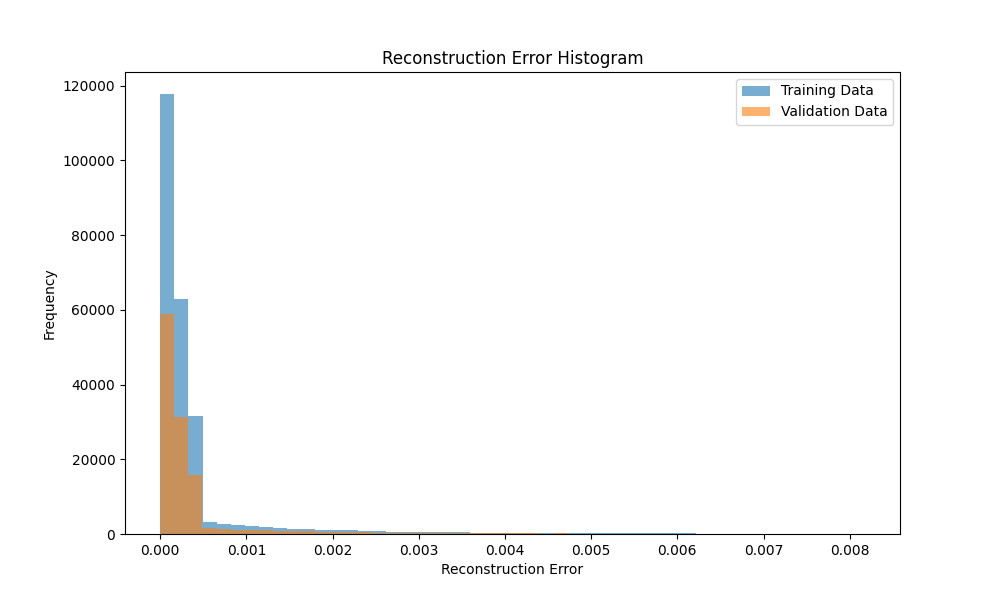 Reconstruction Error Histogram
Training Data
Validation Data
120000
100000
80000
60000
40000
20000
0
Frequency
0.000 0.001 0.002 0.003 0.004 0.005 0.006 0.007 0.008
Reconstruction Error